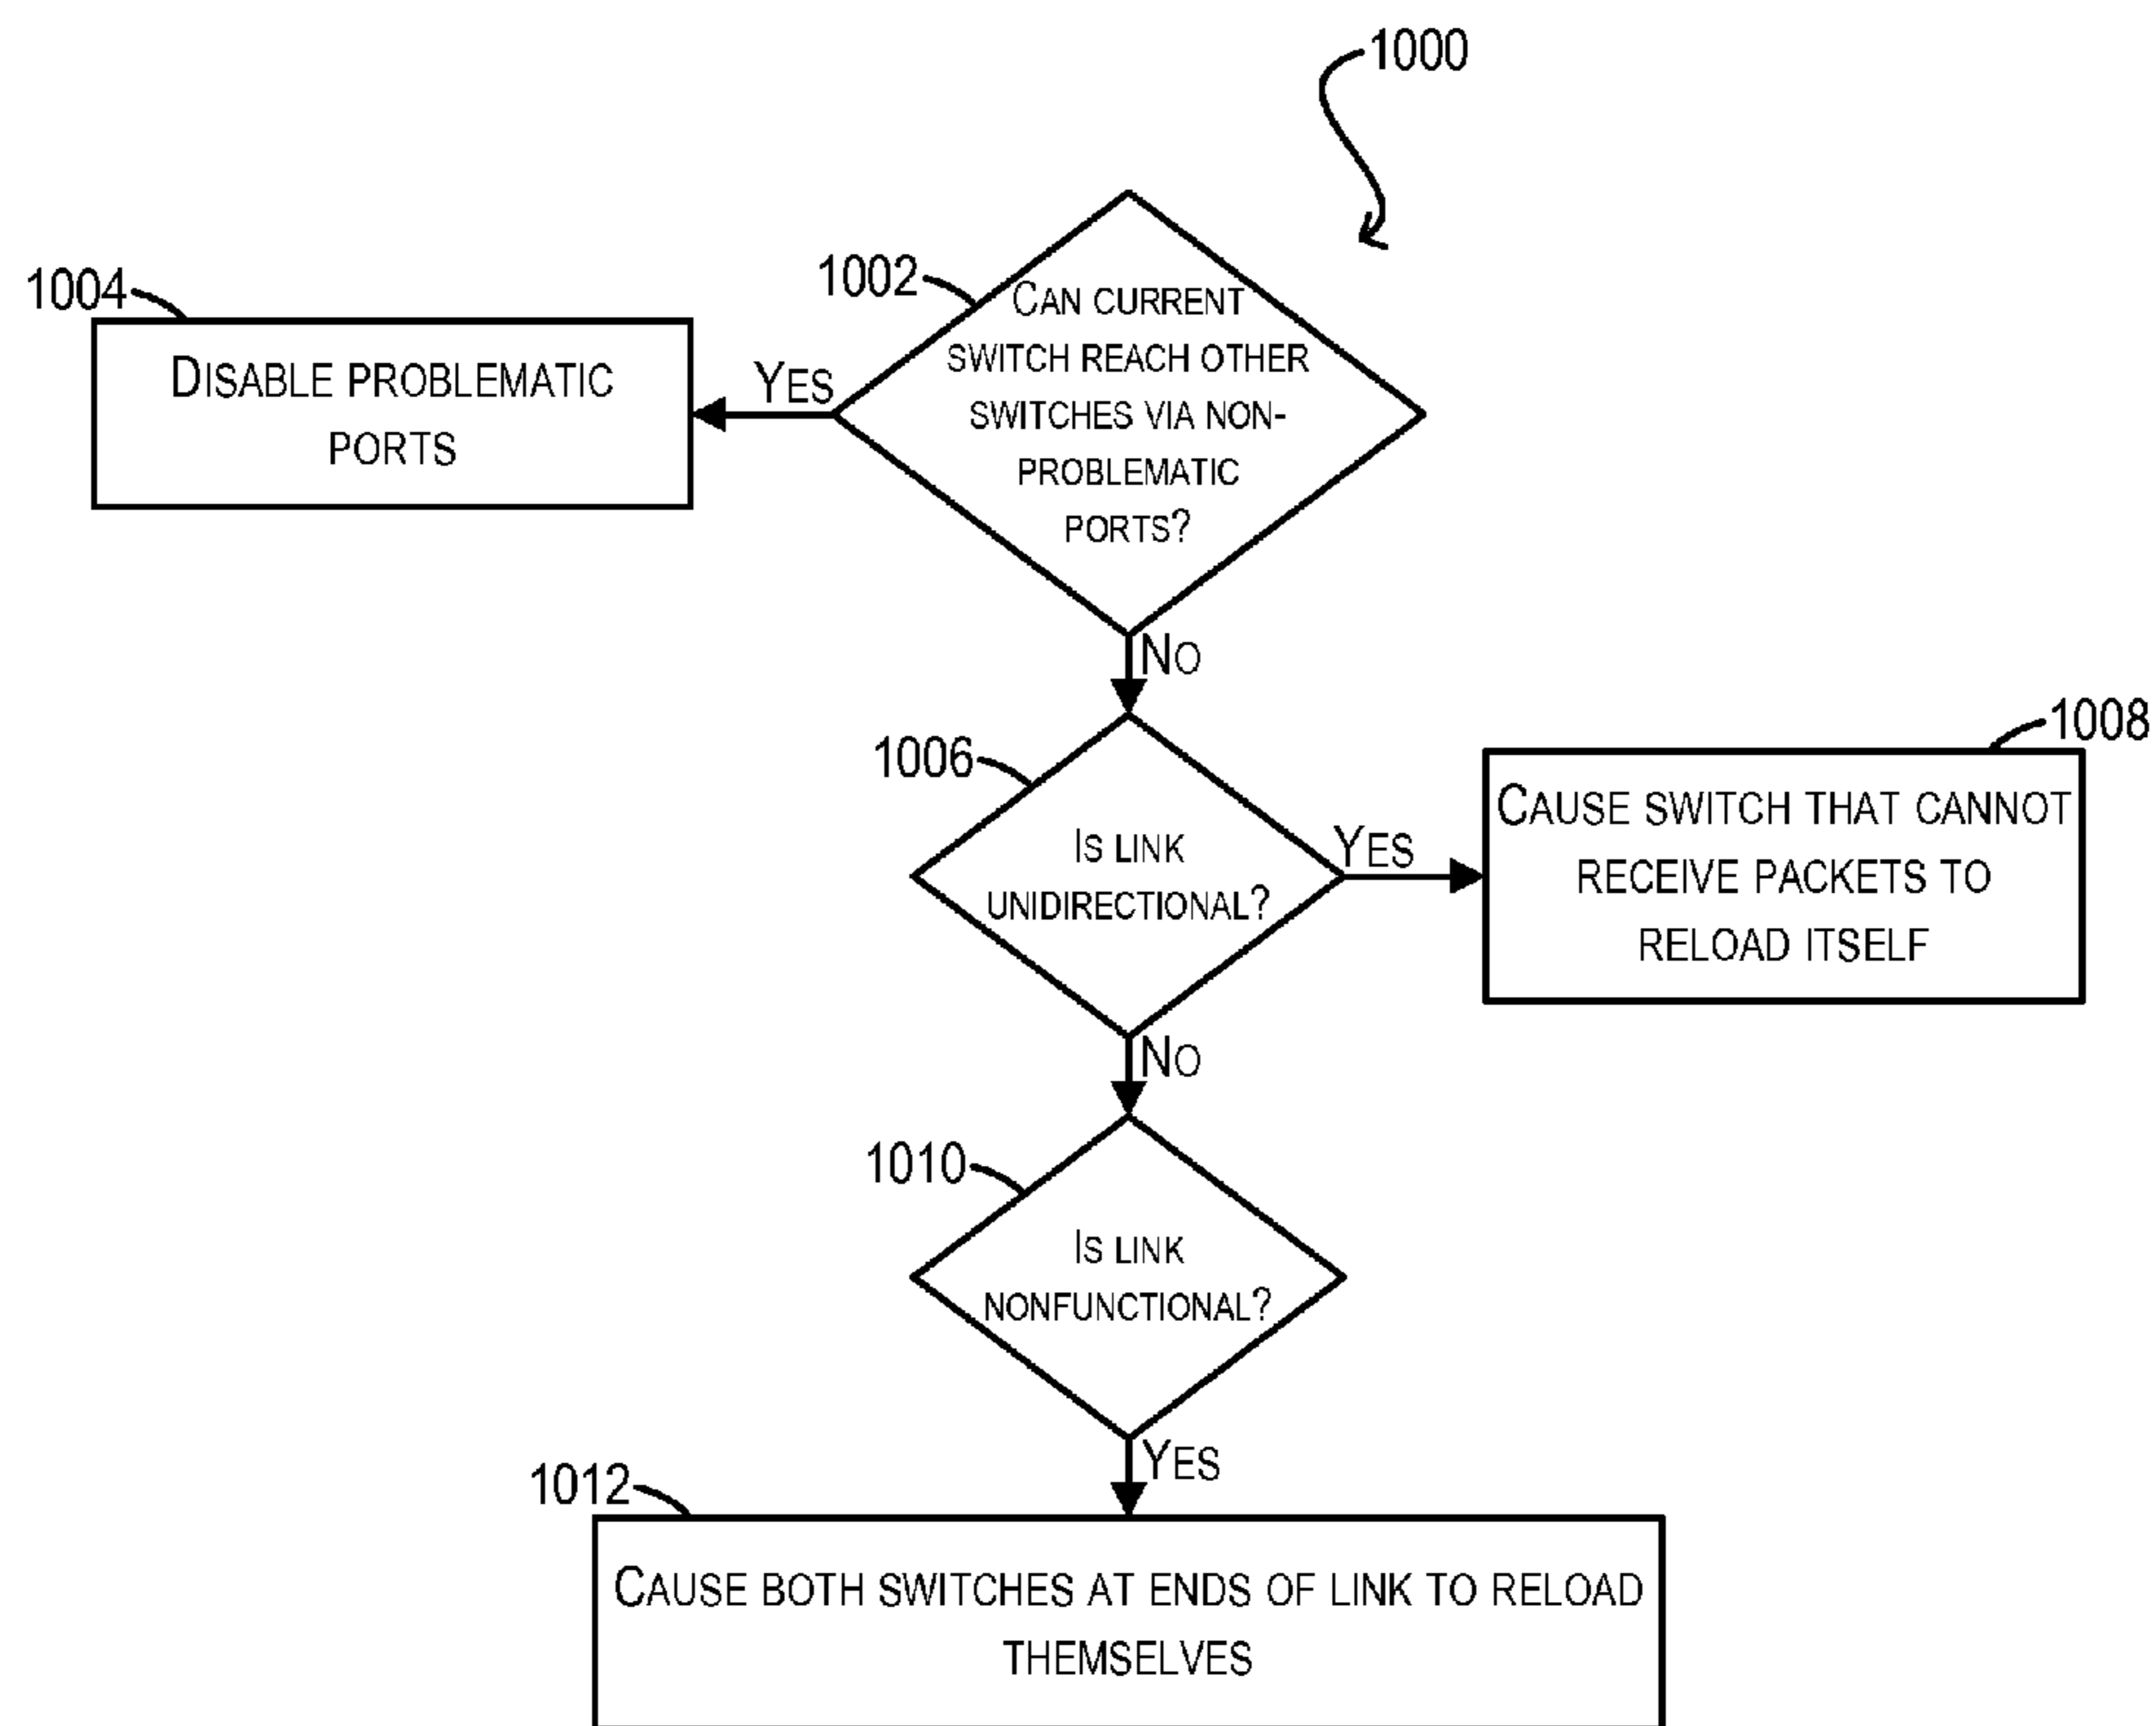 1000
1002
Can current
switch reach other
switches via non-
problematic
ports?
1004
Yes
Disable problematic
ports
No
1006
Is link
unidirectional?
Yes
1008
Cause switch that cannot
receive packets to
reload itself
No
1010
Is link
nonfunctional?
Yes
1012
Cause both switches at ends of link to reload
themselves